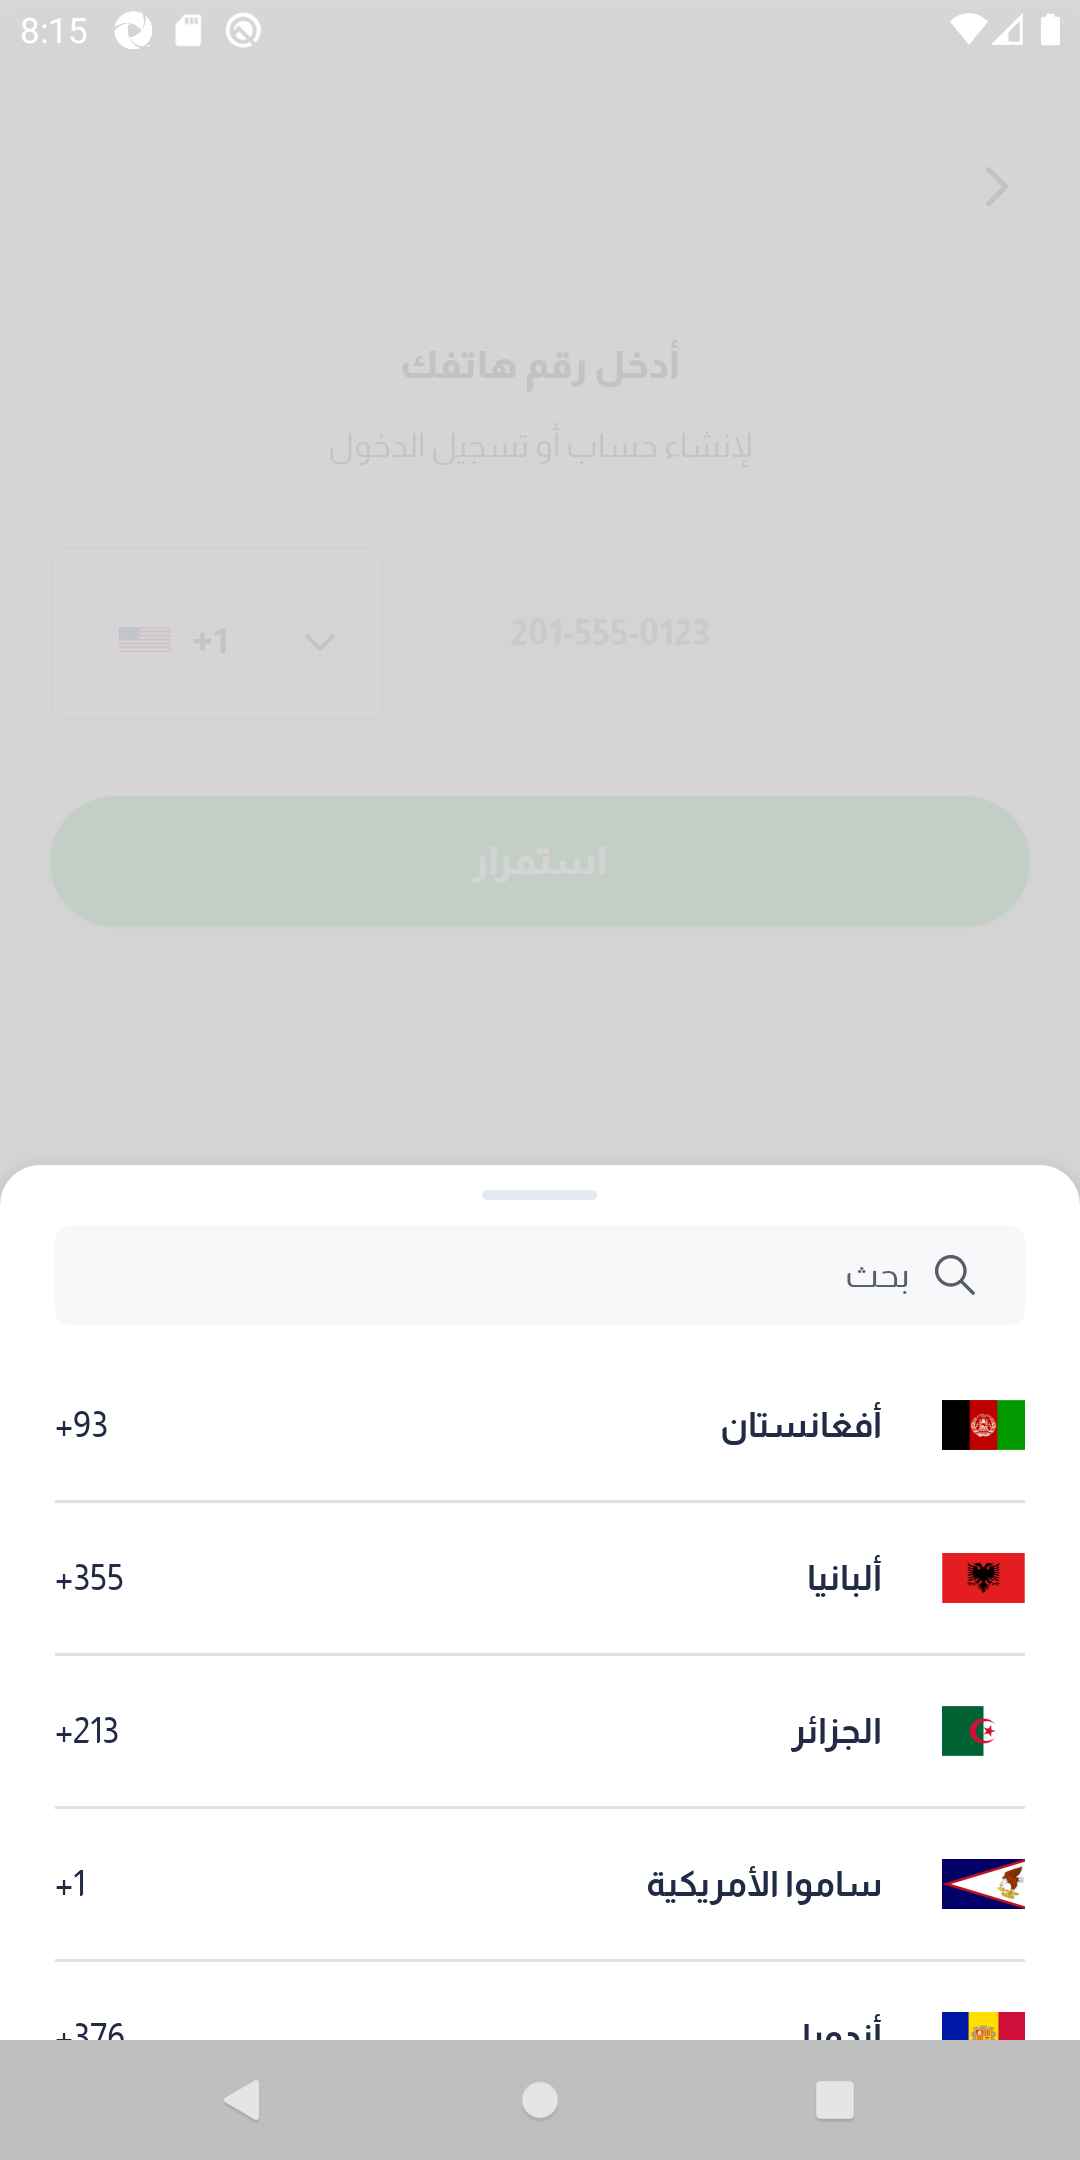 8:15
أدخل رقم هاتفك
لإنشاء حساب أو تسجيل الدخول
+1
201-555-0123
استمرار
بحث
أفغانستان +93
ألبانيا +355
الجزائر +213
ساموا الأمريكية +1
أندورا +376